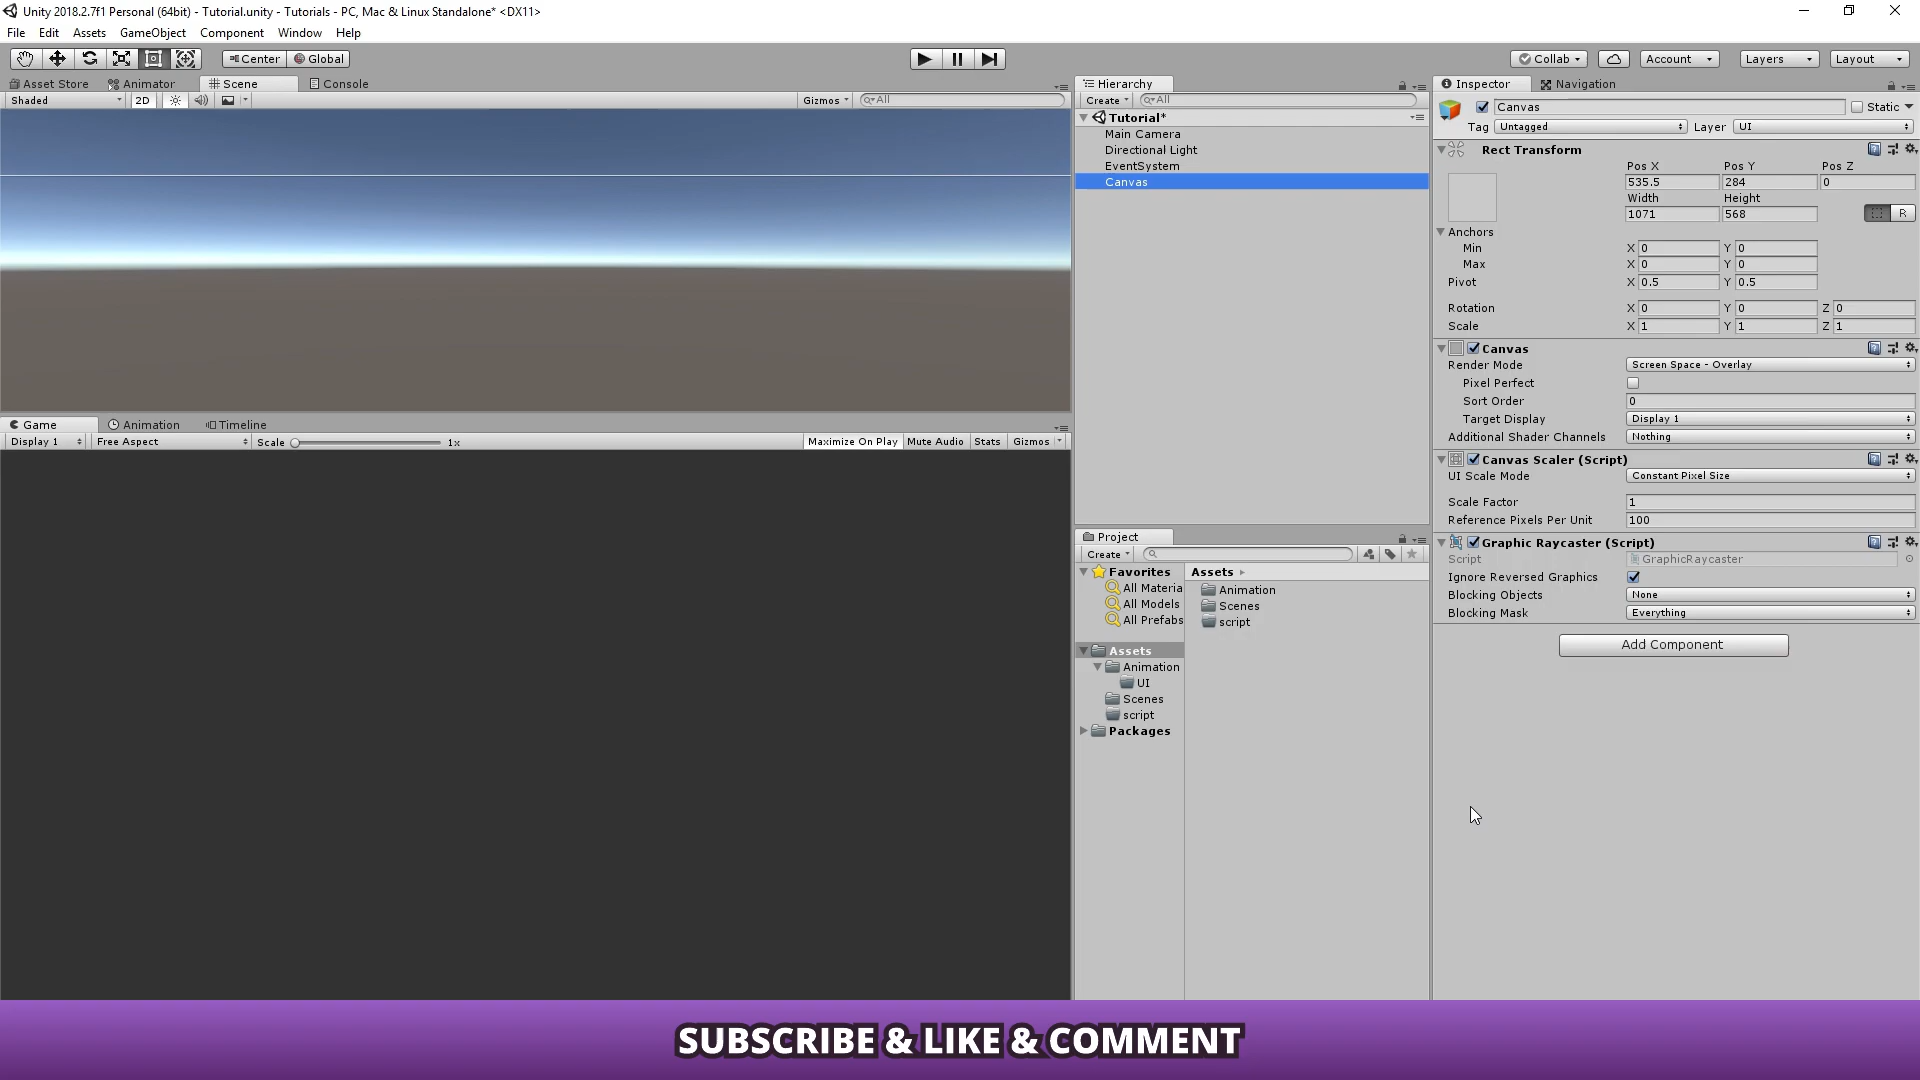 Unity 2018.2.7f1 Personal (64bit) - Tutorial.unity - Tutorials - PC, Mac & Linux Standalone* <DX11>
File Edit Assets GameObject Component Window Help
Center Global Collab Account Layers Layout
Asset Store Animator Scene Console
Shaded 2D Gizmos All
Game Animation Timeline
Display 1 Free Aspect Scale 1x Maximize On Play Mute Audio Stats Gizmos
Hierarchy
Create All
Tutorial*
Main Camera
Directional Light
EventSystem
Canvas
Project
Create
Favorites
All Materia
All Models
All Prefabs
Assets
Animation
UI
Scenes
script
Packages
Assets
Animation
Scenes
script
Inspector Navigation
Canvas Static
Tag Untagged Layer UI
Rect Transform
Pos X Pos Y Pos Z
535.5 284 0
Width Height
1071 568 R
Anchors
Min X 0 Y 0
Max X 0 Y 0
Pivot X 0.5 Y 0.5
Rotation X 0 Y 0 Z 0
Scale X 1 Y 1 Z 1
Canvas
Render Mode Screen Space - Overlay
Pixel Perfect
Sort Order 0
Target Display Display 1
Additional Shader Channels Nothing
Canvas Scaler (Script)
UI Scale Mode Constant Pixel Size
Scale Factor 1
Reference Pixels Per Unit 100
Graphic Raycaster (Script)
Script GraphicRaycaster
Ignore Reversed Graphics
Blocking Objects None
Blocking Mask Everything
Add Component
SUBSCRIBE & LIKE & COMMENT